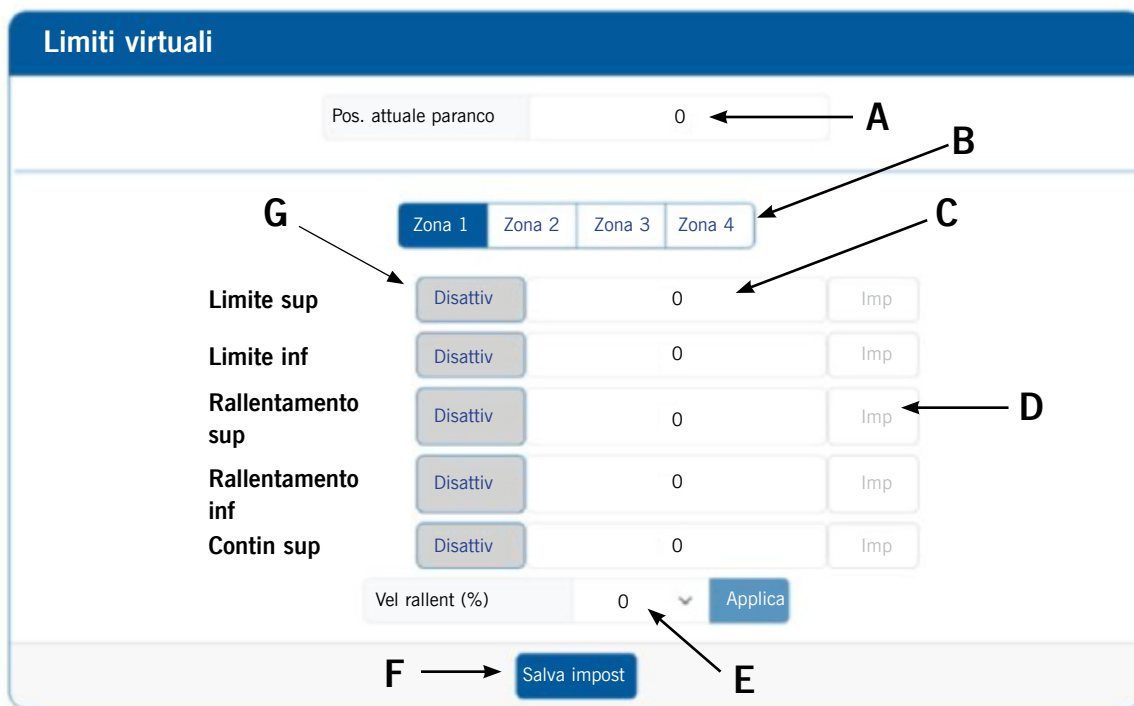 Limiti virtuali
Pos. attuale paranco 0 A
B
G C
Zona 1 Zona 2 Zona 3 Zona 4
Limite sup Disattiv 0 Imp
Limite inf Disattiv 0 Imp
Rallentamento
sup Disattiv 0 Imp D
Rallentamento
inf Disattiv 0 Imp
Contin sup Disattiv 0 Imp
Vel rallent (%) 0 Applica
F Salva impost E